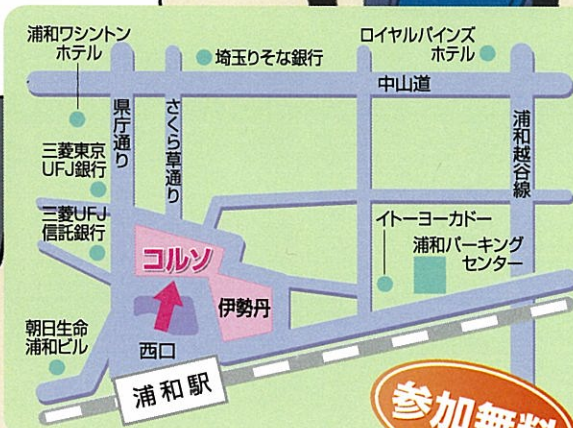 浦和ワシントン
ホテル
埼玉りそな銀行
ロイヤルパインズ
ホテル
中山道
県庁通り
さくら草通り
浦和越谷線
三菱東京
UFJ銀行
三菱UFJ
信託銀行
コルソ
伊勢丹
イトーヨーカドー
浦和パーキング
センター
朝日生命
浦和ビル
西口
浦和駅
参加無料